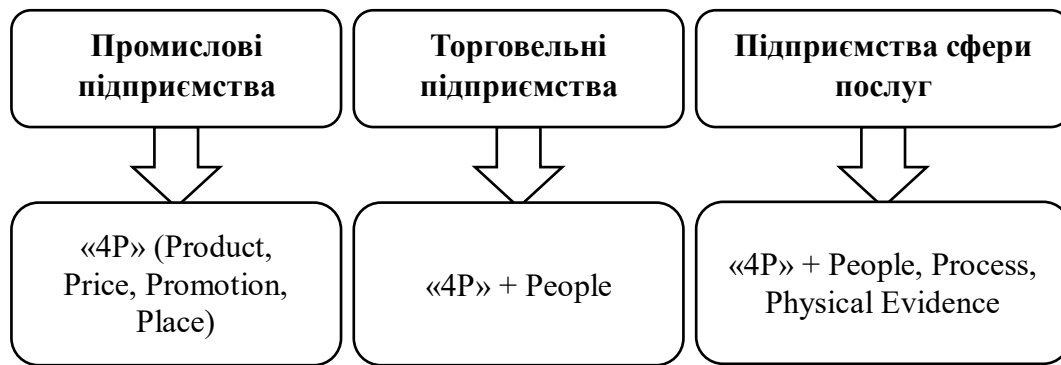 Промислові
підприємства
Торговельні
підприємства
Підприємства сфери
послуг
«4P» (Product,
Price, Promotion,
Place)
«4P» + People
«4P» + People, Process,
Physical Evidence